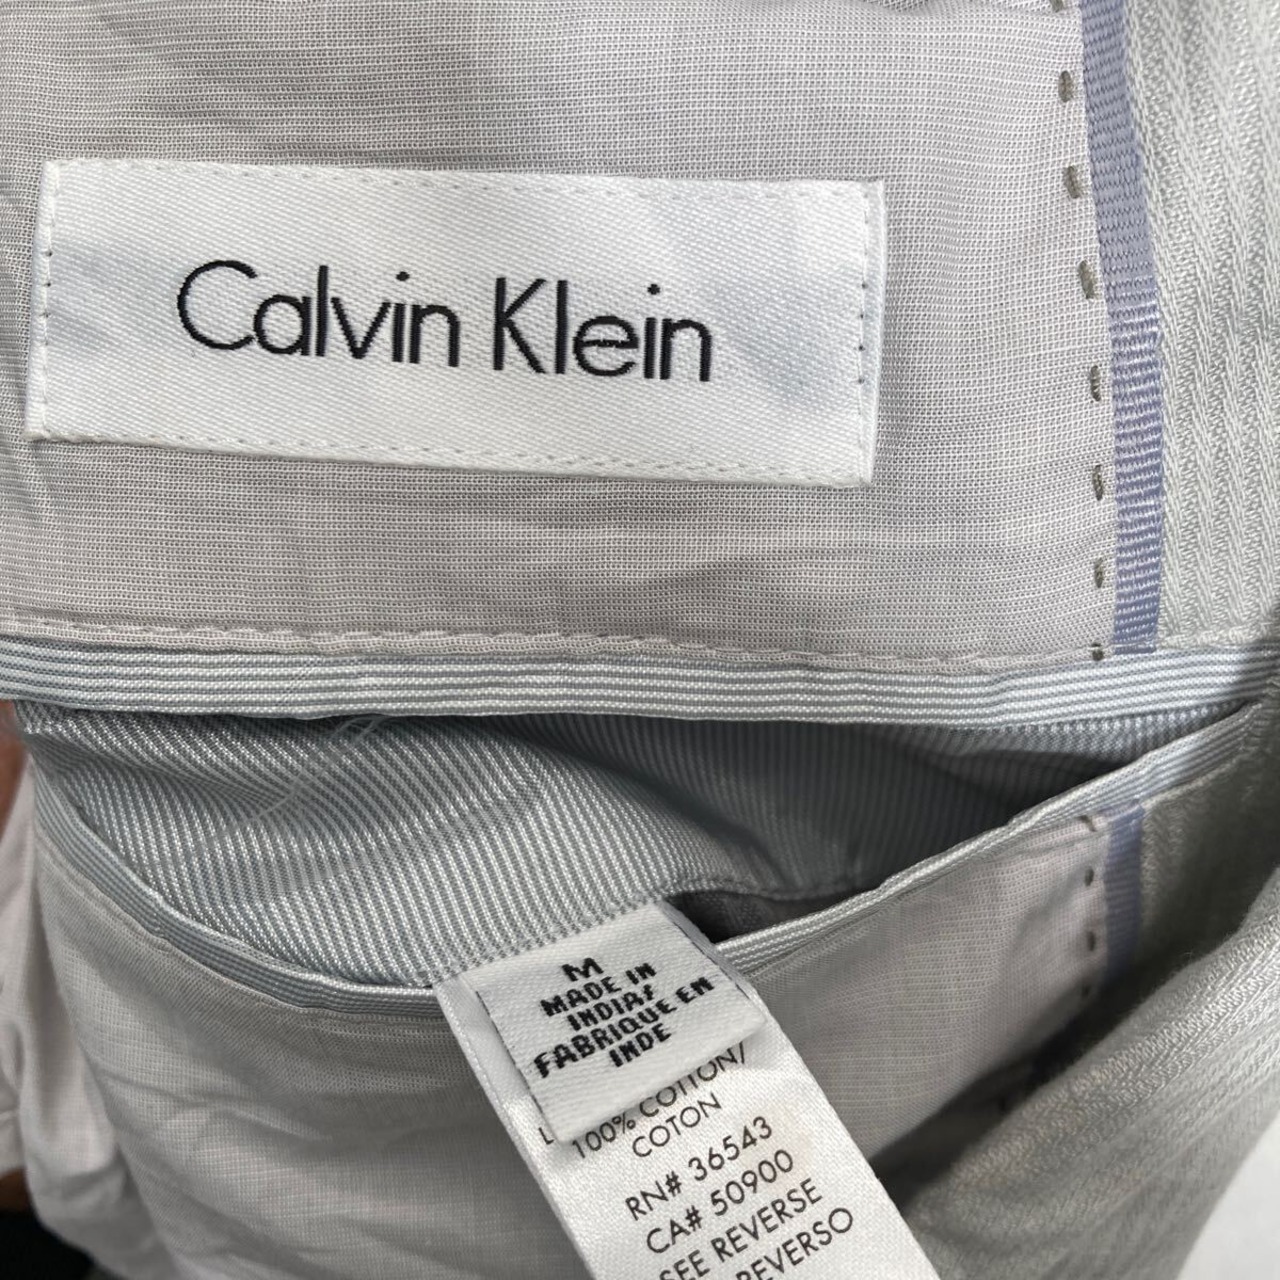 Calvin Klein
M
MADE IN
INDIA/
FABRIQUE EN
INDE
100% COTTON/
COTON
RN# 36543
CA# 50900
SEE REVERSE
REVERSO